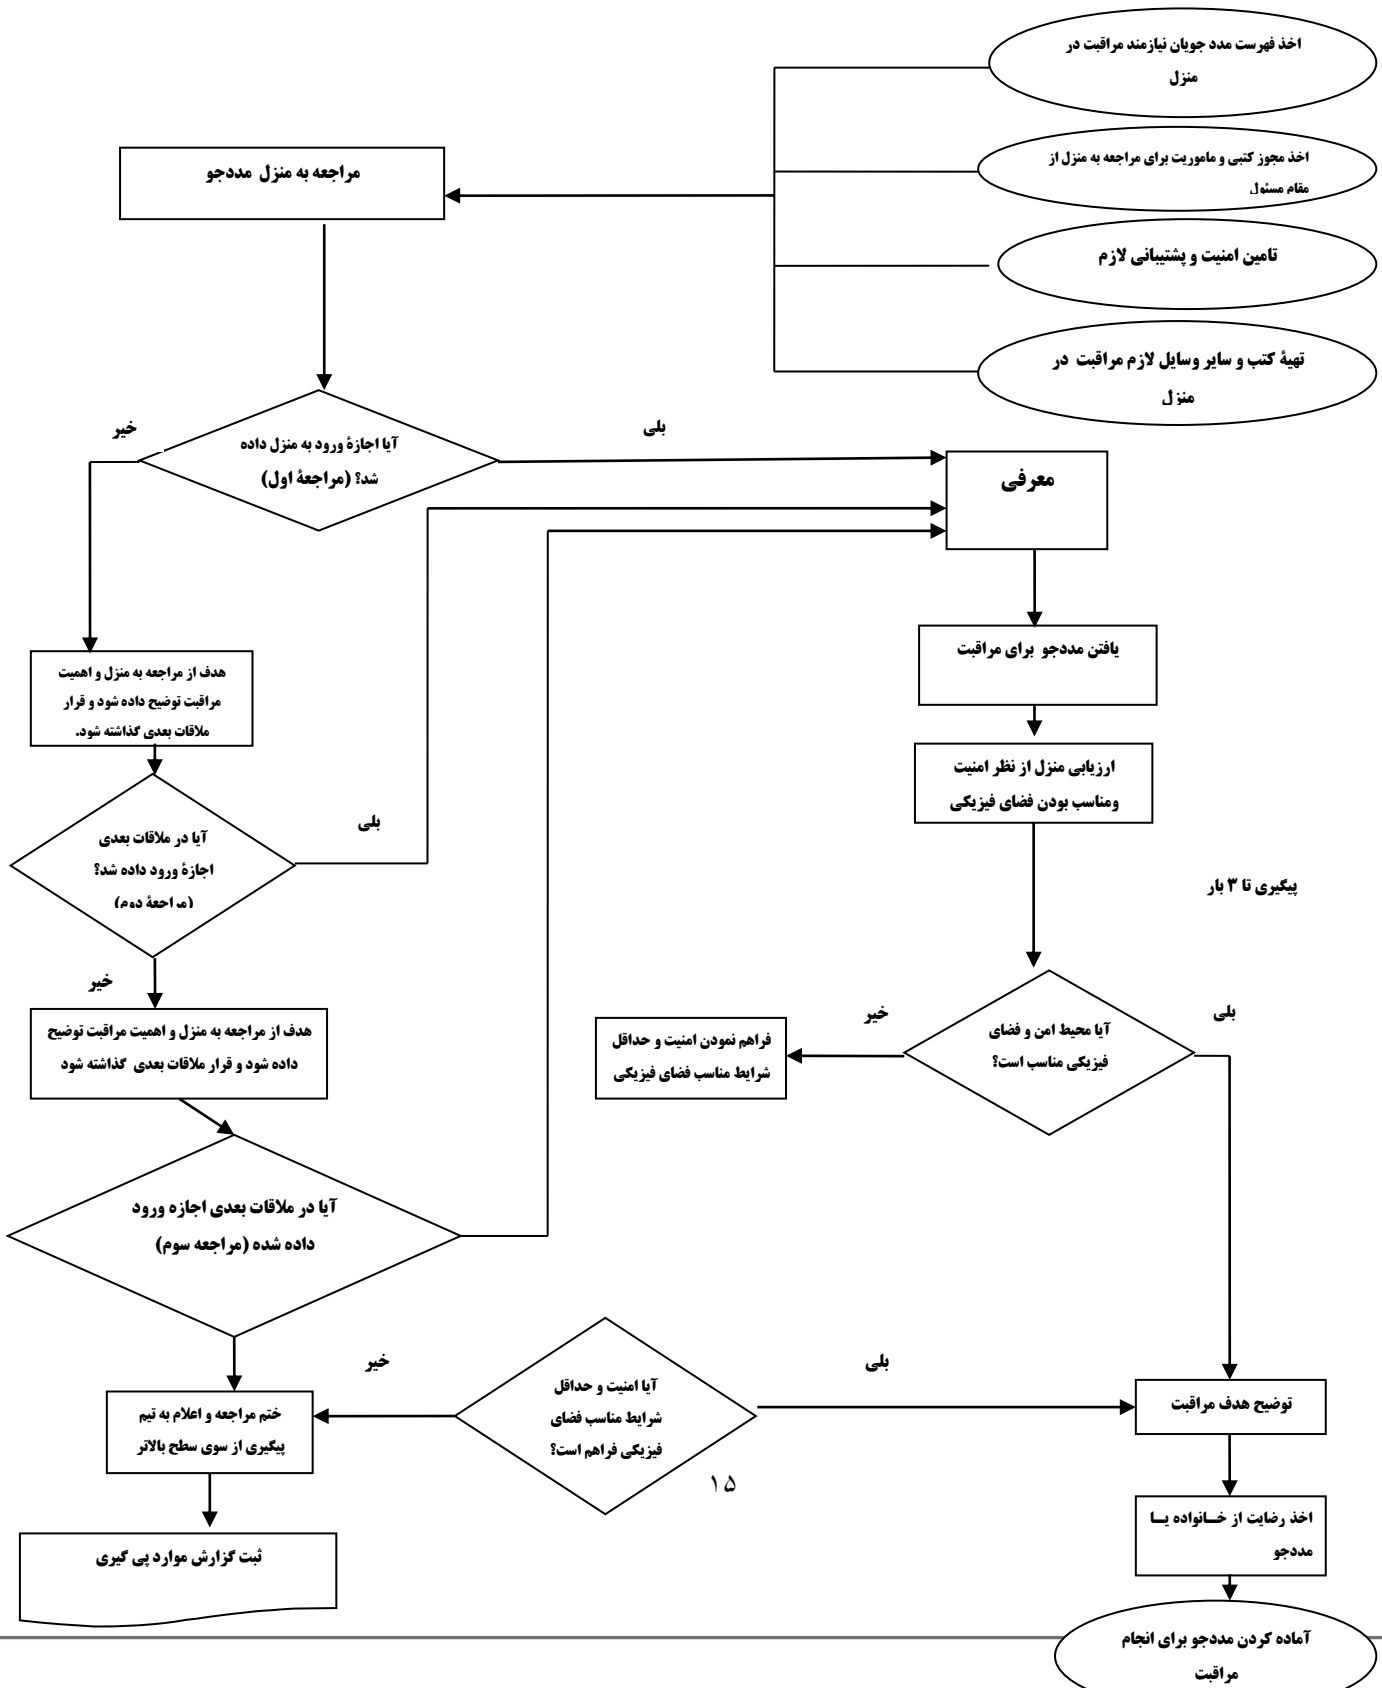 اخذ فهرست مدد جویان نیازمند مراقبت در
منزل
اخذ مجوز کتبی و ماموریت برای مراجعه به منزل از
مقام مسئول
مراجعه به منزل مددجو
تامین امنیت و پشتیبانی لازم
تهیۀ کتب و سایر وسایل لازم مراقبت در
منزل
بلی
خیر
آیا اجازۀ ورود به منزل داده
شد؟ (مراجعۀ اول)
معرفی
یافتن مددجو برای مراقبت
هدف از مراجعه به منزل و اهمیت
مراقبت توضیح داده شود و قرار
ملاقات بعدی گذاشته شود.
ارزیابی منزل از نظر امنیت
ومناسب بودن فضای فیزیکی
بلی
آیا در ملاقات بعدی
اجازۀ ورود داده شد؟
(مراجعۀ دوم)
پیگیری تا ۳ بار
خیر
بلی
خیر
آیا محیط امن و فضای
فیزیکی مناسب است؟
فراهم نمودن امنیت و حداقل
شرایط مناسب فضای فیزیکی
هدف از مراجعه به منزل و اهمیت مراقبت توضیح
داده شود و قرار ملاقات بعدی گذاشته شود
آیا در ملاقات بعدی اجازه ورود
داده شده (مراجعه سوم)
بلی
خیر
آیا امنیت و حداقل
شرایط مناسب فضای
فیزیکی فراهم است؟
توضیح هدف مراقبت
ختم مراجعه و اعلام به تیم
پیگیری از سوی سطح بالاتر
۱۵
اخذ رضایت از خـــانواده یـــا
مددجو
ثبت گزارش موارد پی گیری
آماده کردن مددجو برای انجام
مراقبت